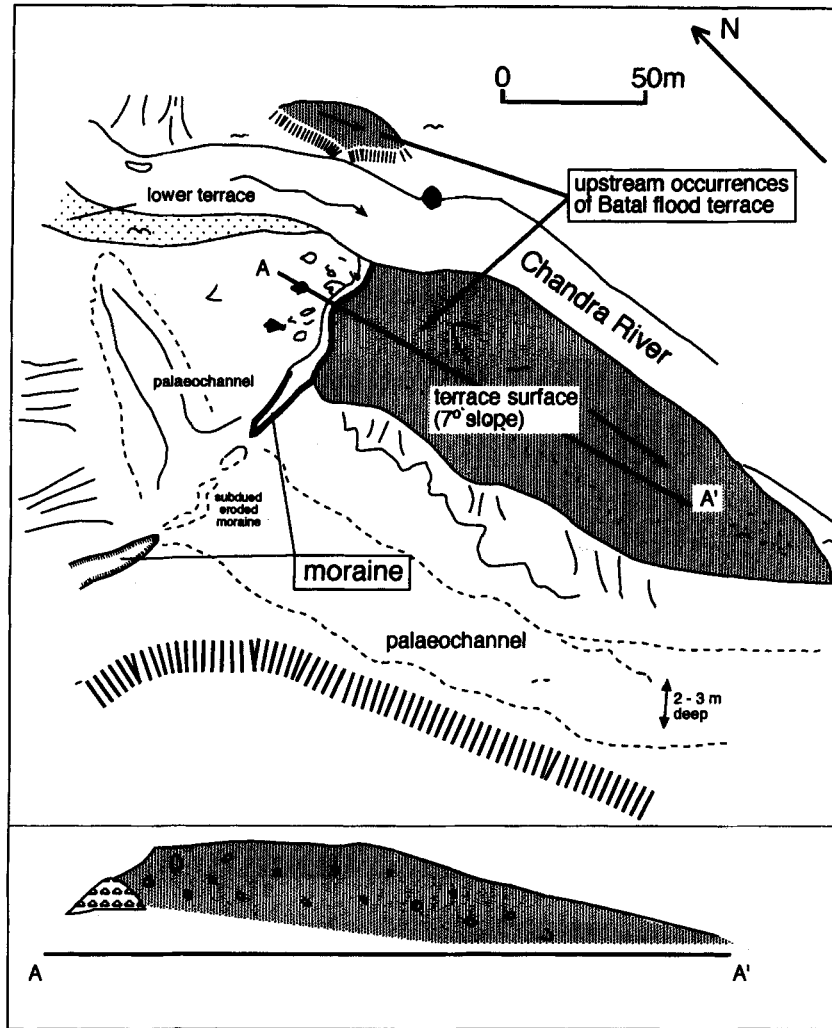 N
0 50m
upstream occurrences
of Batal flood terrace
lower terrace
Chandra River
A
palaeochannel
terrace surface
(7° slope)
A'
subdued
eroded
moraine
moraine
palaeochannel
2 - 3 m
deep
A A'